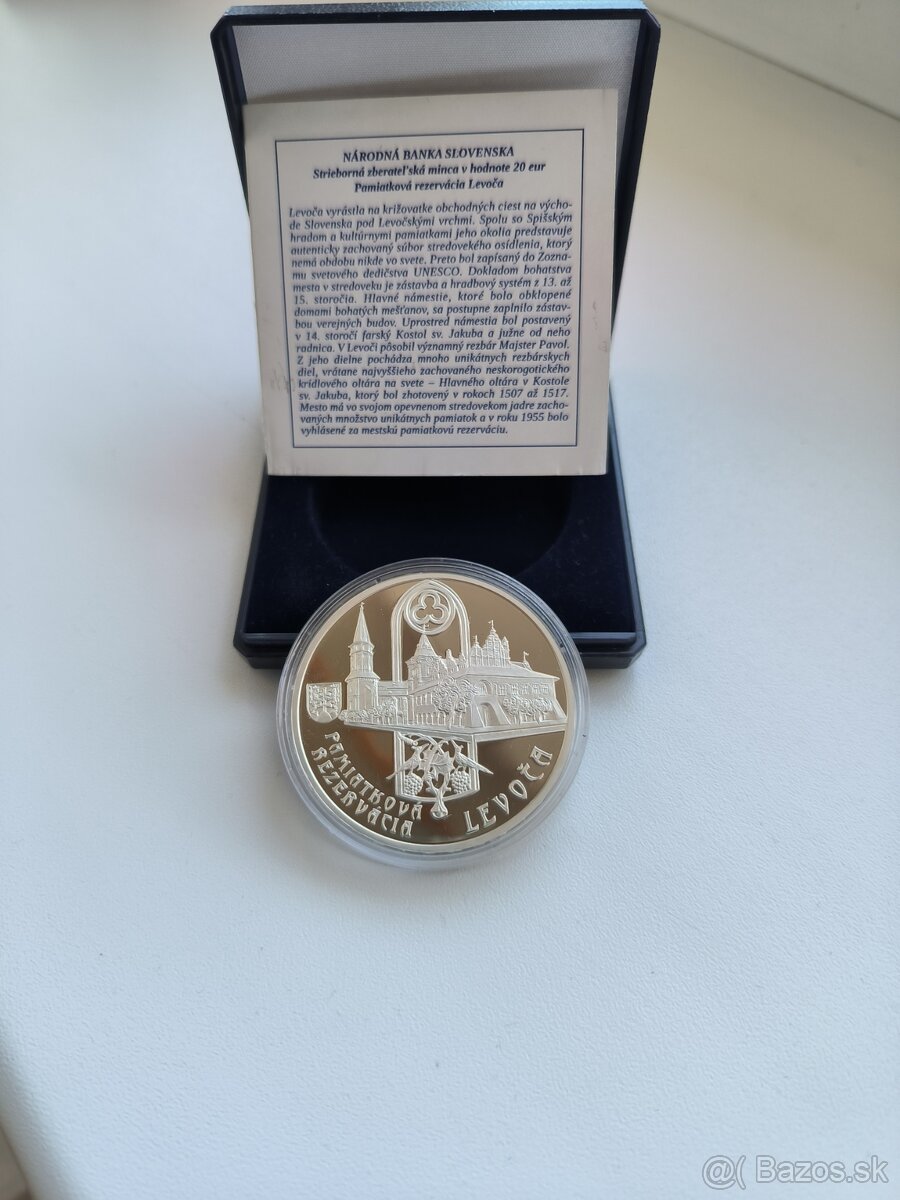 NÁRODNÁ BANKA SLOVENSKA
Strieborná zberateľská minca v hodnote 20 eur
Pamiatková rezervácia Levoča
Levoča vyrástla na križovatke obchodných ciest na výcho-
de Slovenska pod Levočskými vrchmi. Spolu so Spišským
hradom a kultúrnymi pamiatkami jeho okolia predstavuje
autenticky zachovaný súbor stredovekého osídlenia, ktorý
nemá obdobu nikde vo svete. Preto bol zapísaný do Zozna-
mu svetového dedičstva UNESCO. Dokladom bohatstva
mesta v stredoveku je zástavba a hradbový systém z 13. až
15. storočia. Hlavné námestie, ktoré bolo obklopené
domami bohatých mešťanov, sa postupne zaplnilo zástav-
bou verejných budov. Uprostred námestia bol postavený
v 14. storočí farský Kostol sv. Jakuba a južne od neho
radnica. V Levoči pôsobil významný rezbár Majster Pavol.
Z jeho dielne pochádza mnoho unikátnych rezbárskych
diel, vrátane najvyššieho zachovaného neskorogotického
krídlového oltára na svete – Hlavného oltára v Kostole
sv. Jakuba, ktorý bol zhotovený v rokoch 1507 až 1517.
Mesto má vo svojom opevnenom stredovekom jadre zacho-
vaných množstvo unikátnych pamiatok a v roku 1955 bolo
vyhlásené za mestskú pamiatkovú rezerváciu.
PAMIATKOVÁ
REZERVÁCIA
LEVOČA
@( Bazos.sk